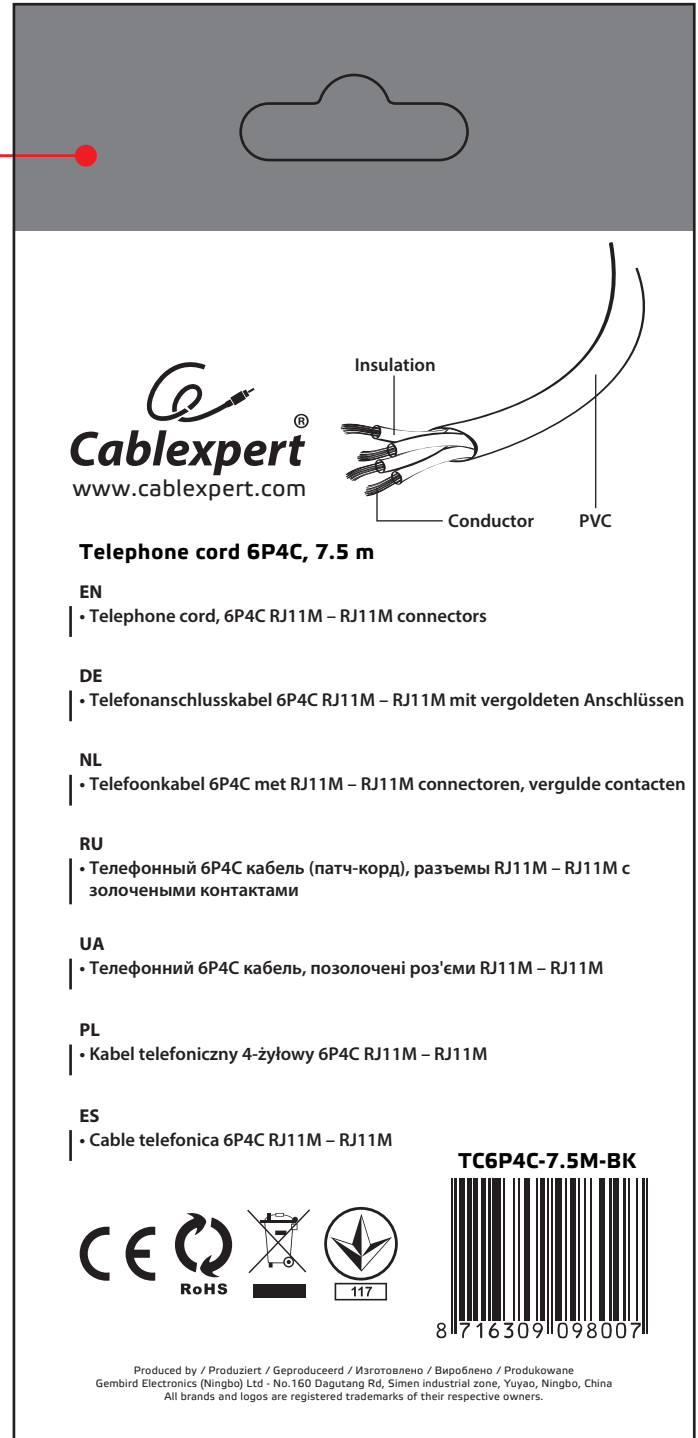 Insulation
Cablexpert®
www.cablexpert.com
Conductor
PVC
Telephone cord 6P4C, 7.5 m
EN
• Telephone cord, 6P4C RJ11M – RJ11M connectors
DE
• Telefonanschlusskabel 6P4C RJ11M – RJ11M mit vergoldeten Anschlüssen
NL
• Telefoonkabel 6P4C met RJ11M – RJ11M connectoren, vergulde contacten
RU
• Телефонный 6P4C кабель (патч-корд), разъемы RJ11M – RJ11M с
золочеными контактами
UA
• Телефонний 6P4C кабель, позолочені роз'єми RJ11M – RJ11M
PL
• Kabel telefoniczny 4-żyłowy 6P4C RJ11M – RJ11M
ES
• Cable telefonica 6P4C RJ11M – RJ11M
TC6P4C-7.5M-BK
CE
RoHS
117
8 716309 098007
Produced by / Produziert / Geproduceerd / Изготовлено / Вироблено / Produkowane
Gembird Electronics (Ningbo) Ltd - No.160 Dagutang Rd, Simen industrial zone, Yuyao, Ningbo, China
All brands and logos are registered trademarks of their respective owners.